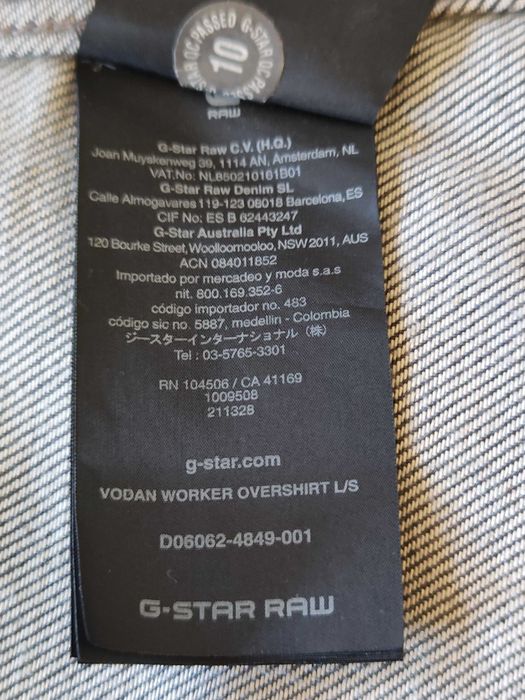 QC PASSED G-STAR QC PASSED
10
RAW
G-Star Raw C.V. (H.Q.)
Joan Muyskenweg 39, 1114 AN, Amsterdam, NL
VAT.No: NL850210161B01
G-Star Raw Denim SL
Calle Almogavares 119-123 08018 Barcelona, ES
CIF No: ES B 62443247
G-Star Australia Pty Ltd
120 Bourke Street, Woolloomooloo, NSW 2011, AUS
ACN 084011852
Importado por mercadeo y moda s.a.s
nit. 800.169.352-6
código importador no. 483
código sic no. 5887, medellin - Colombia
ジースターインターナショナル (株)
Tel : 03-5765-3301
RN 104506 / CA 41169
1009508
211328
g-star.com
VODAN WORKER OVERSHIRT L/S
D06062-4849-001
G-STAR RAW